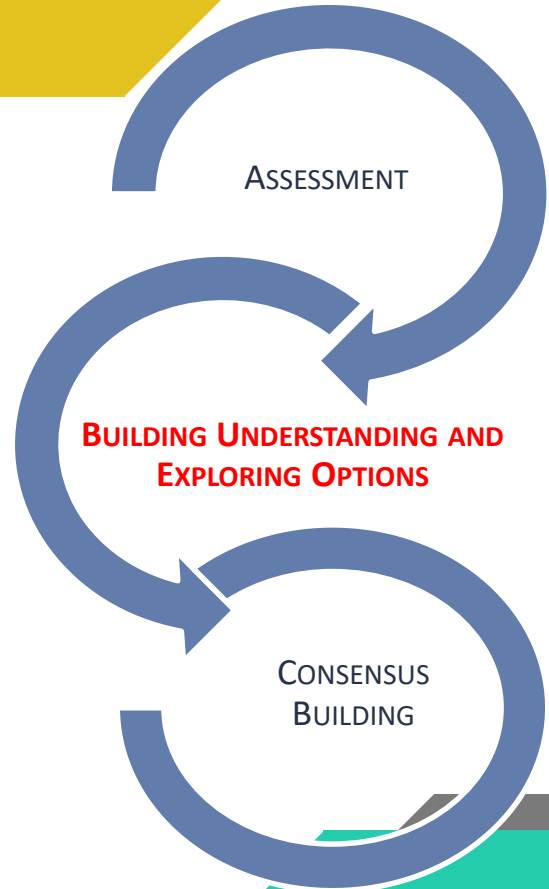 Assessment
Building Understanding and
Exploring Options
Consensus
Building